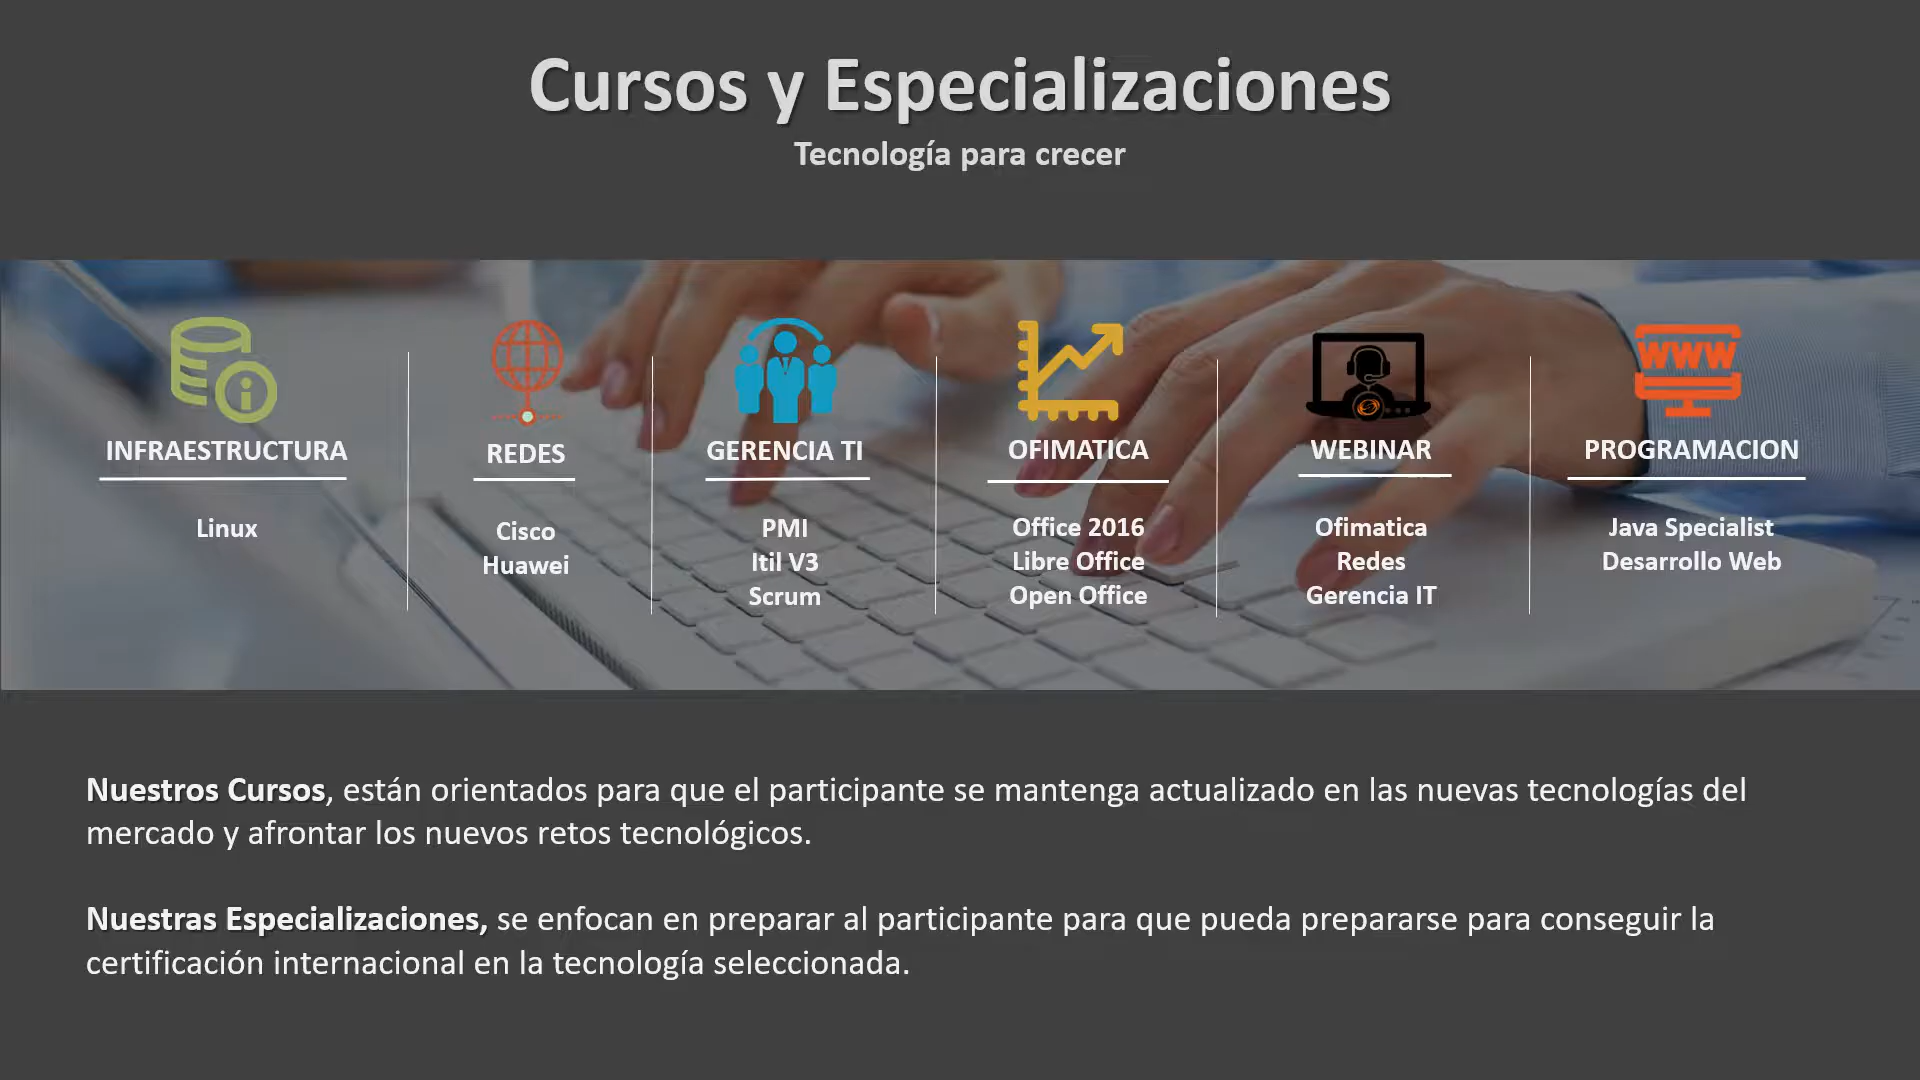 Cursos y Especializaciones
Tecnología para crecer
WWW
INFRAESTRUCTURA
REDES
GERENCIA TI
OFIMATICA
WEBINAR
PROGRAMACION
Linux
Cisco
Huawei
PMI
Itil V3
Scrum
Office 2016
Libre Office
Open Office
Ofimatica
Redes
Gerencia IT
Java Specialist
Desarrollo Web
Nuestros Cursos, están orientados para que el participante se mantenga actualizado en las nuevas tecnologías del
mercado y afrontar los nuevos retos tecnológicos.
Nuestras Especializaciones, se enfocan en preparar al participante para que pueda prepararse para conseguir la
certificación internacional en la tecnología seleccionada.